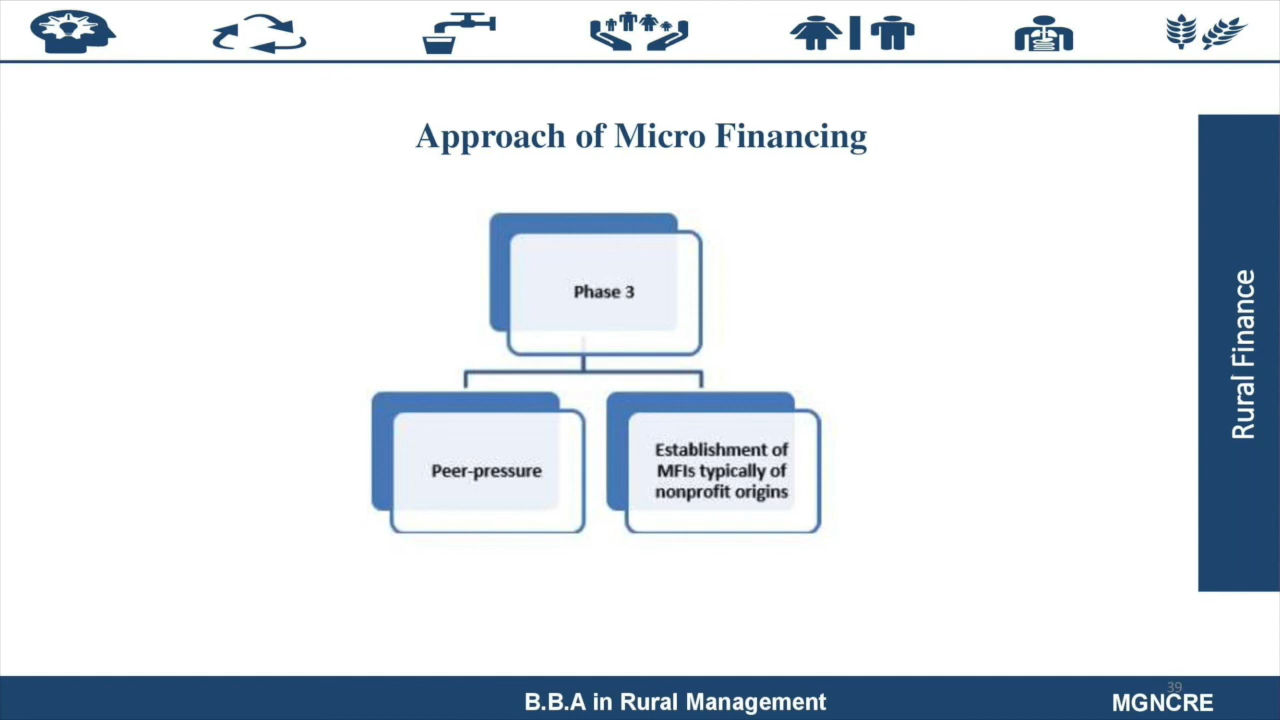 Approach of Micro Financing
Phase 3
Peer-pressure
Establishment of
MFIs typically of
nonprofit origins
Rural Finance
B.B.A in Rural Management
39
MGNCRE